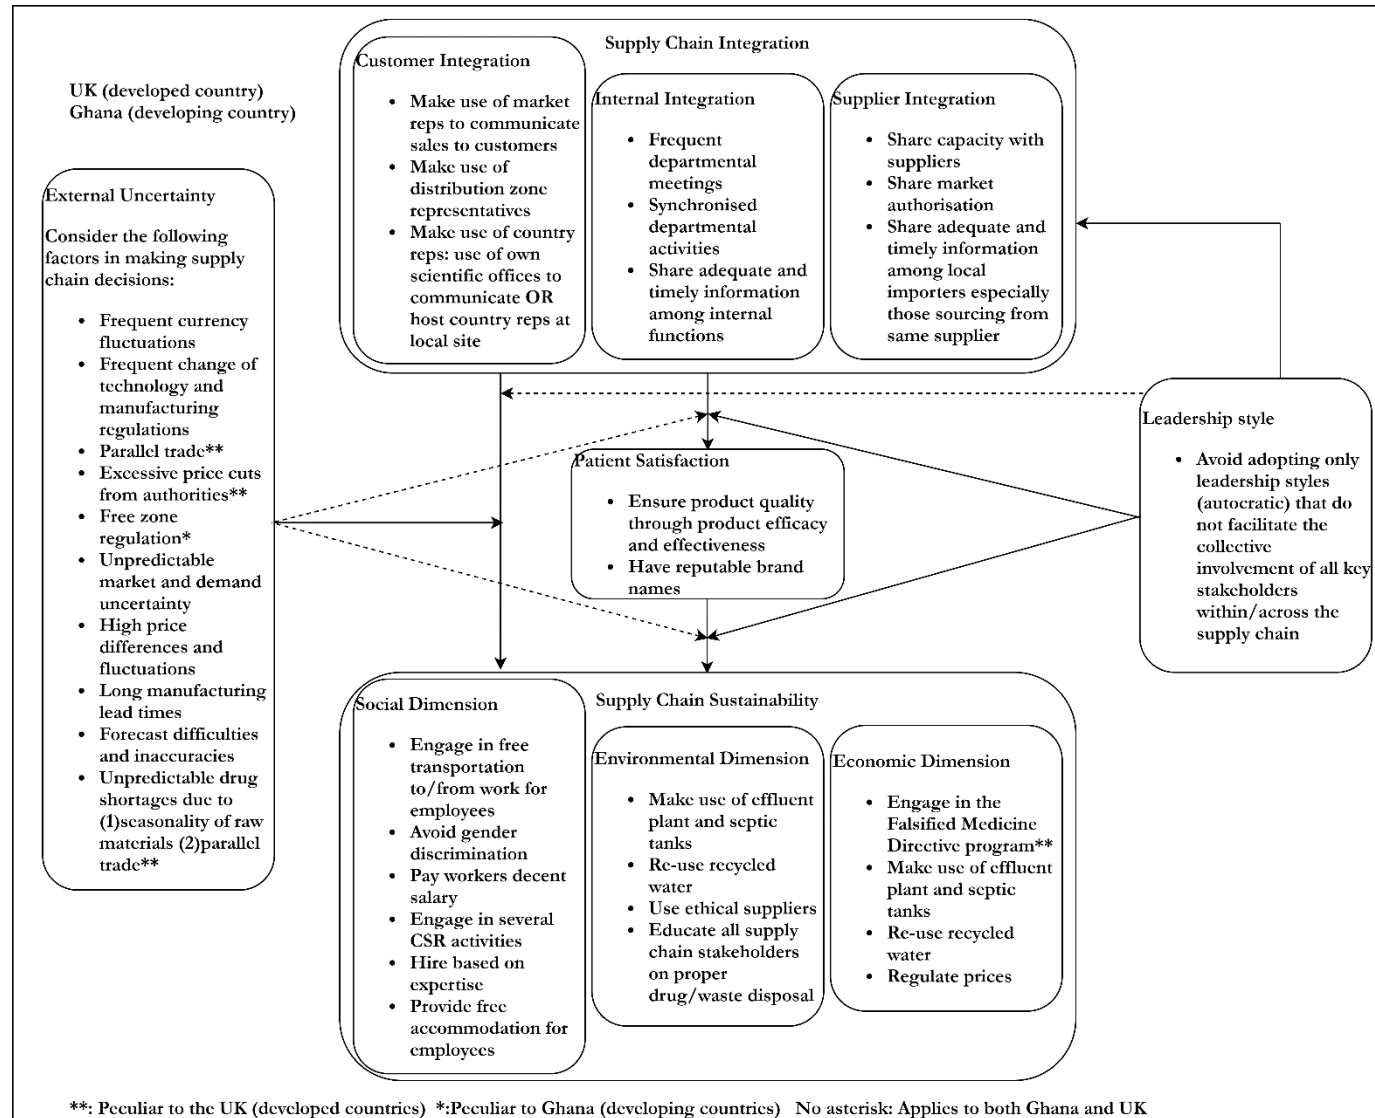 UK (developed country)
Ghana (developing country)
Supply Chain Integration
Customer Integration
• Make use of market
reps to communicate
sales to customers
• Make use of
distribution zone
representatives
• Make use of country
reps: use of own
scientific offices to
communicate OR
host country reps at
local site
Internal Integration
• Frequent
departmental
meetings
• Synchronised
departmental
activities
• Share adequate and
timely information
among internal
functions
Supplier Integration
• Share capacity with
suppliers
• Share market
authorisation
• Share adequate and
timely information
among local
importers especially
those sourcing from
same supplier
External Uncertainty
Consider the following
factors in making supply
chain decisions:
• Frequent currency
fluctuations
• Frequent change of
technology and
manufacturing
regulations
• Parallel trade**
• Excessive price cuts
from authorities**
• Free zone
regulation*
• Unpredictable
market and demand
uncertainty
• High price
differences and
fluctuations
• Long manufacturing
lead times
• Forecast difficulties
and inaccuracies
• Unpredictable drug
shortages due to
(1)seasonality of raw
materials (2)parallel
trade**
Patient Satisfaction
• Ensure product quality
through product efficacy
and effectiveness
• Have reputable brand
names
Leadership style
• Avoid adopting only
leadership styles
(autocratic) that do
not facilitate the
collective
involvement of all key
stakeholders
within/across the
supply chain
Supply Chain Sustainability
Social Dimension
• Engage in free
transportation
to/from work for
employees
• Avoid gender
discrimination
• Pay workers decent
salary
• Engage in several
CSR activities
• Hire based on
expertise
• Provide free
accommodation for
employees
Environmental Dimension
• Make use of effluent
plant and septic
tanks
• Re-use recycled
water
• Use ethical suppliers
• Educate all supply
chain stakeholders
on proper
drug/waste disposal
Economic Dimension
• Engage in the
Falsified Medicine
Directive program**
• Make use of effluent
plant and septic
tanks
• Re-use recycled
water
• Regulate prices
**: Peculiar to the UK (developed countries) *:Peculiar to Ghana (developing countries) No asterisk: Applies to both Ghana and UK